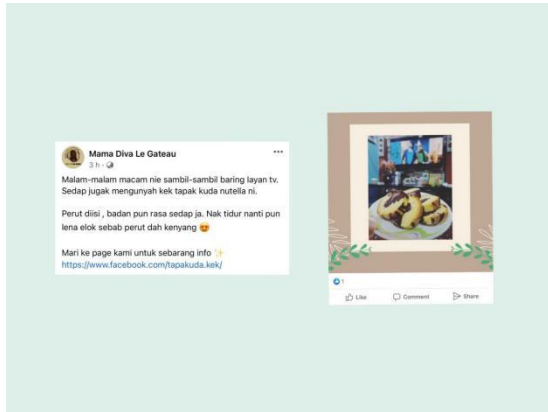 Mama Diva Le Gateau
3 h
Malam-malam macam nie sambil-sambil baring layan tv.
Sedap jugak mengunyah kek tapak kuda nutella ni.
Perut diisi , badan pun rasa sedap ja. Nak tidur nanti pun
lena elok sebab perut dah kenyang 😍
Mari ke page kami untuk sebarang info ✨
https://www.facebook.com/tapakuda.kek/
1
Like Comment Share